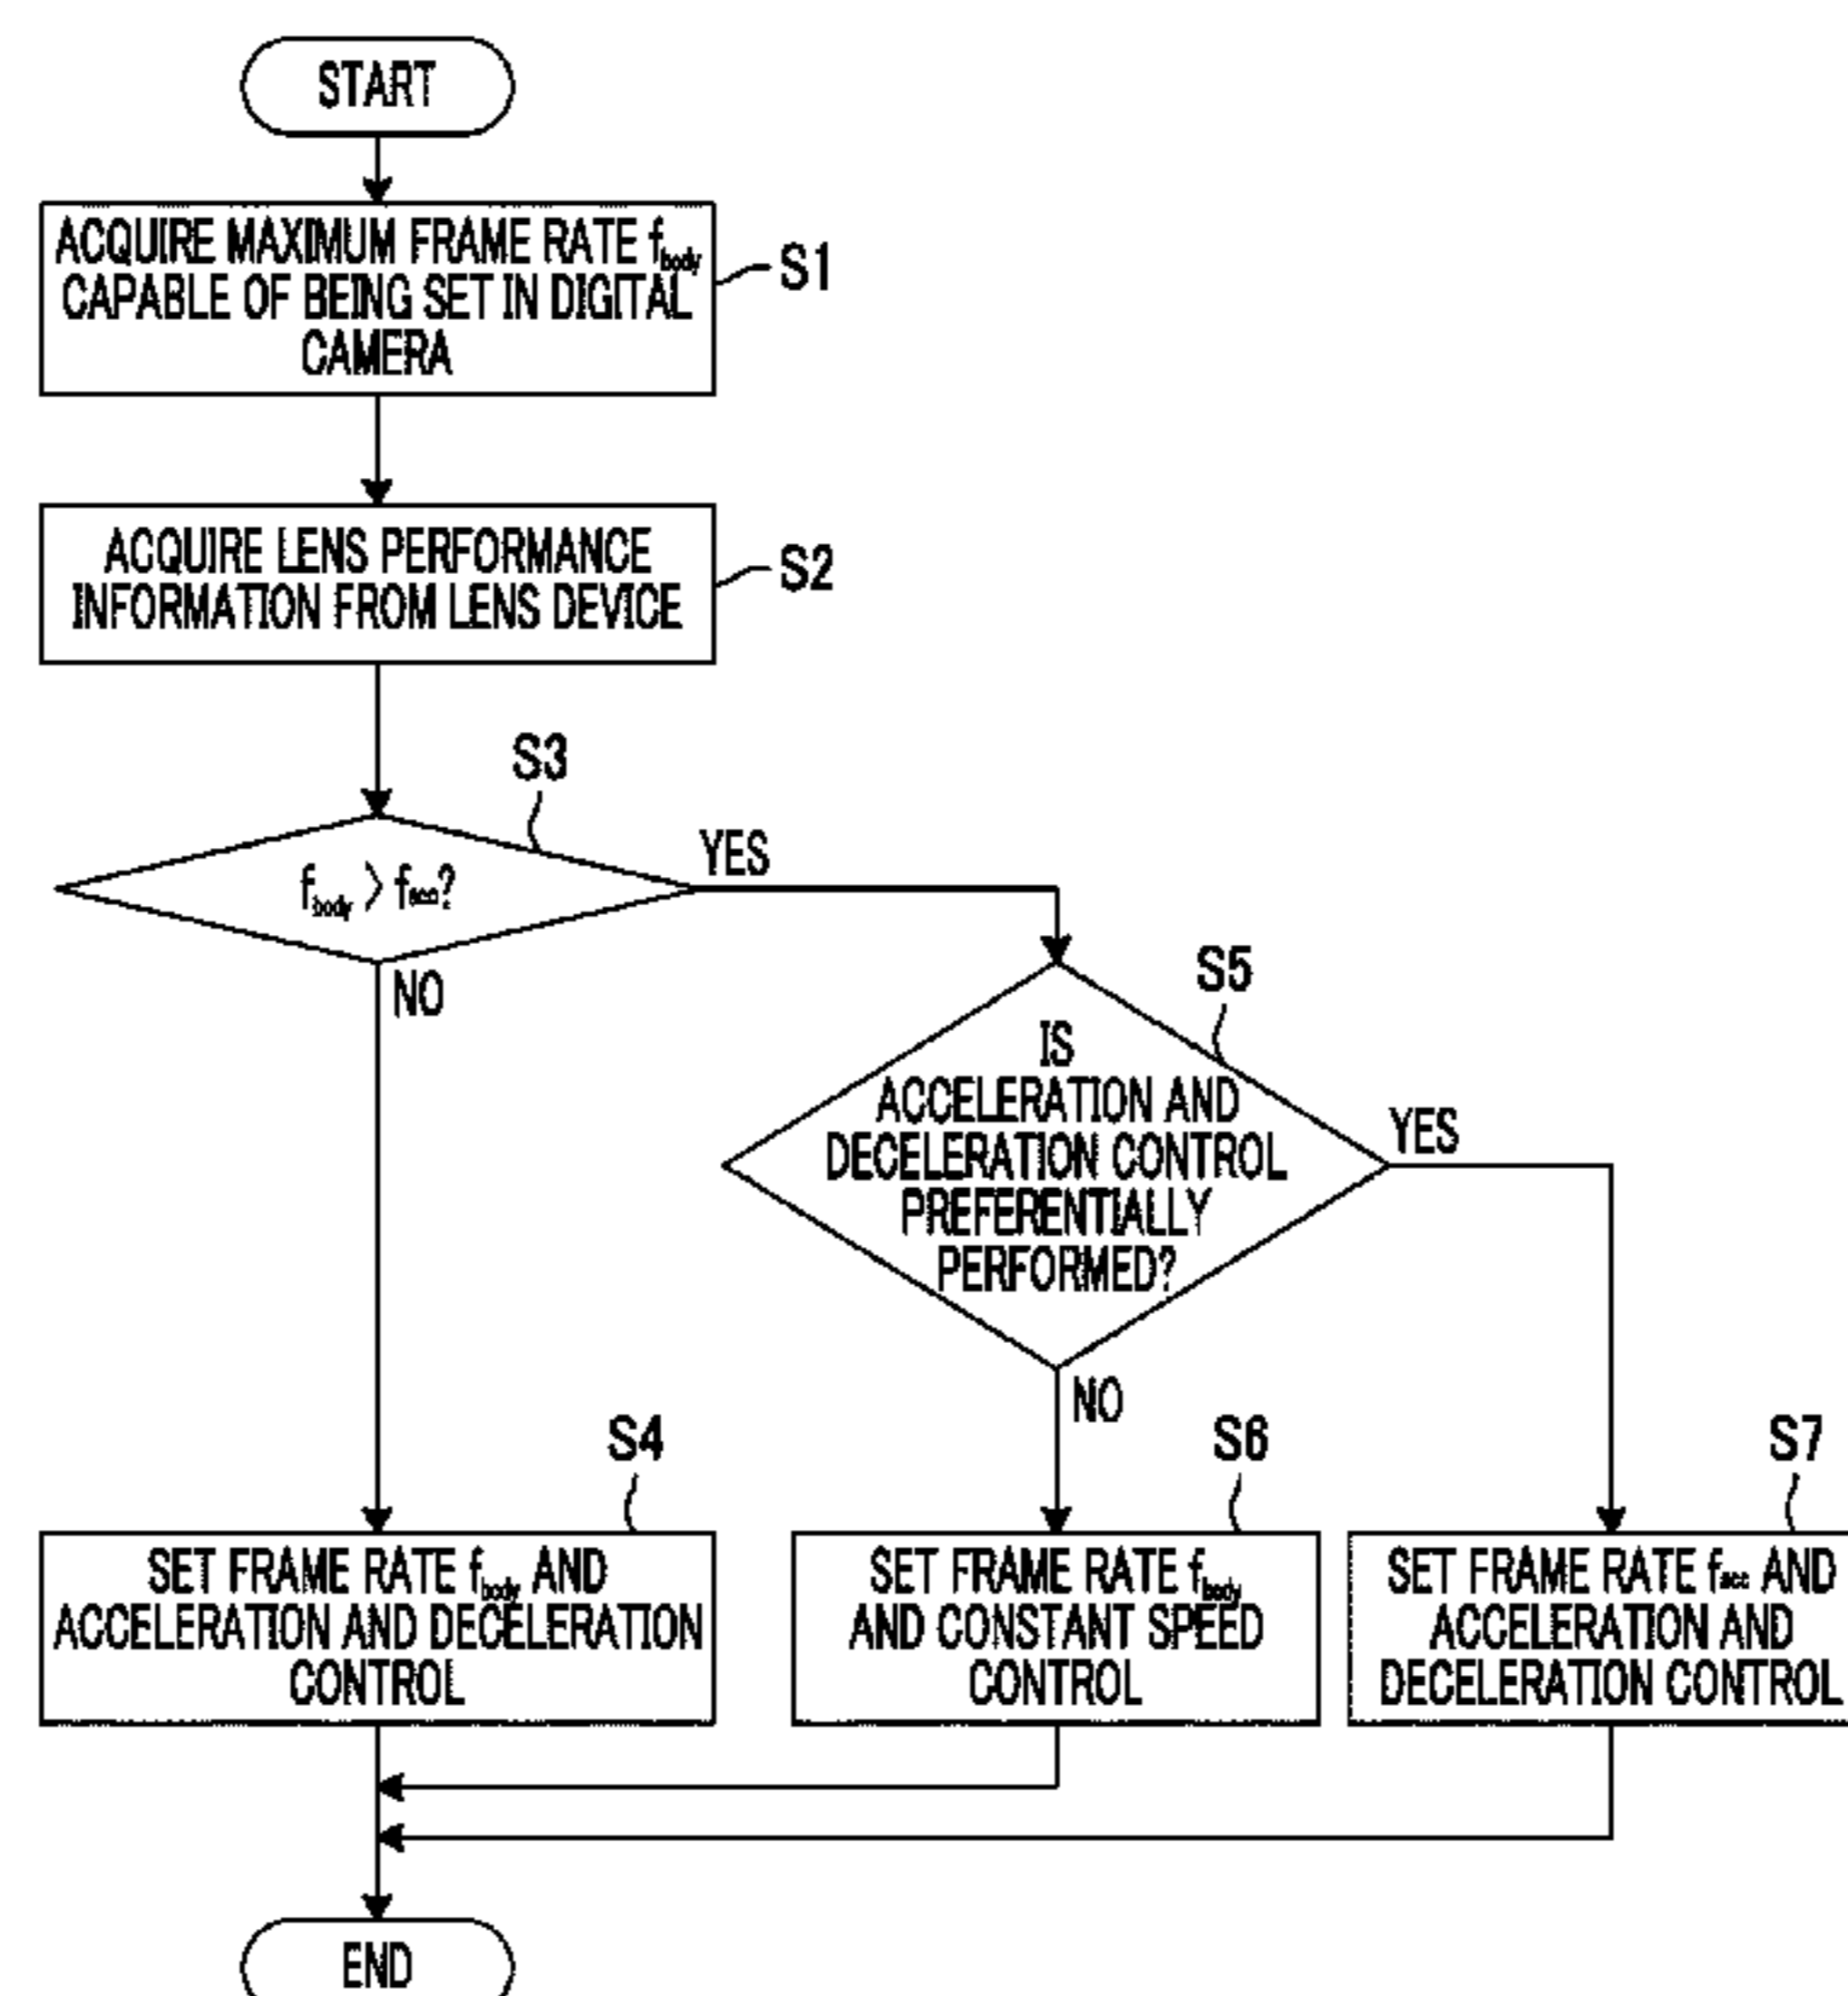 START
ACQUIRE MAXIMUM FRAME RATE fbody
CAPABLE OF BEING SET IN DIGITAL
CAMERA
S1
ACQUIRE LENS PERFORMANCE
INFORMATION FROM LENS DEVICE
S2
S3
fbody > facc?
YES
NO
S5
IS
ACCELERATION AND
DECELERATION CONTROL
PREFERENTIALLY
PERFORMED?
YES
NO
S4
SET FRAME RATE fbody AND
ACCELERATION AND DECELERATION
CONTROL
S6
SET FRAME RATE fbody
AND CONSTANT SPEED
CONTROL
S7
SET FRAME RATE facc AND
ACCELERATION AND
DECELERATION CONTROL
END